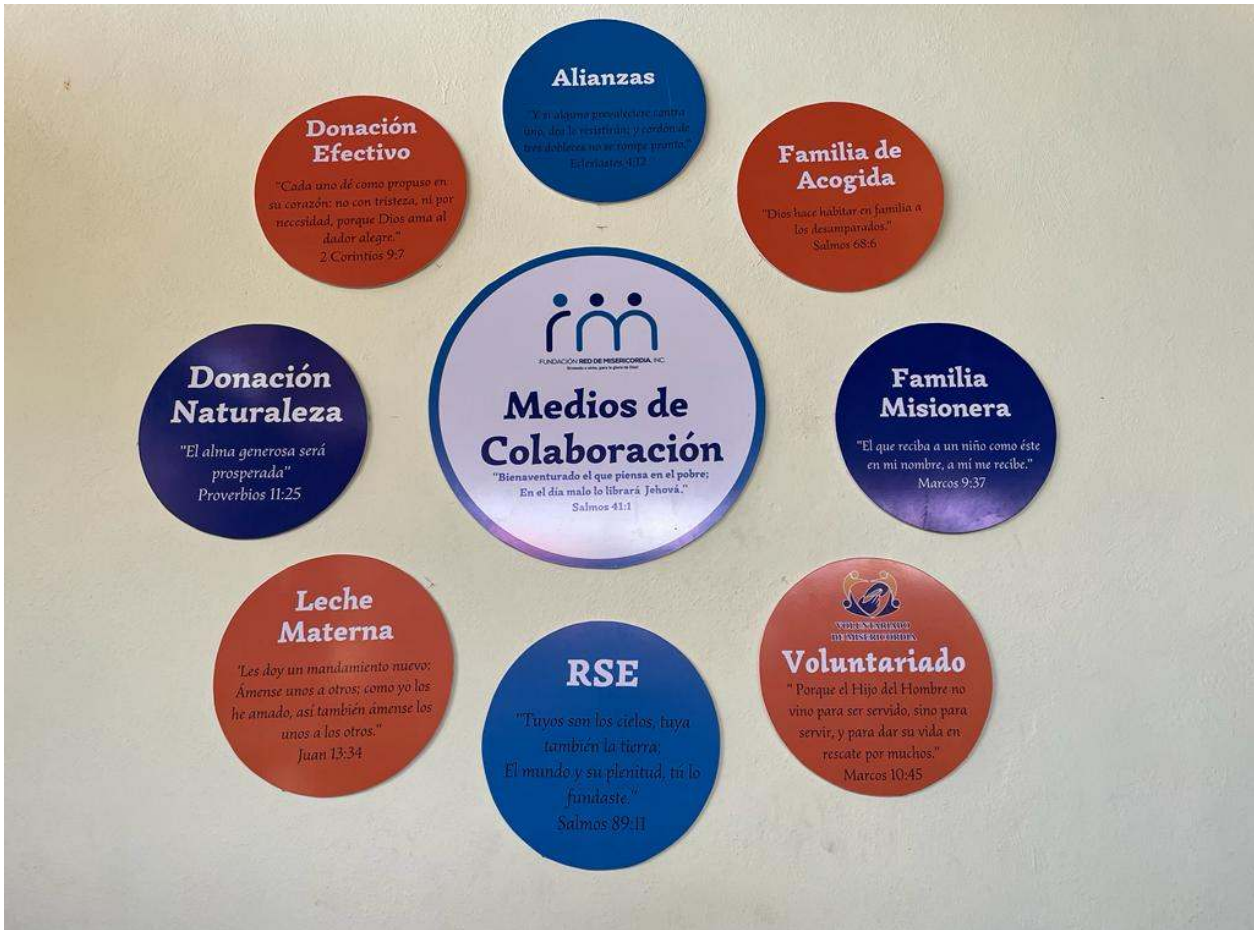 Alianzas
"Y si alguno prevaleciere contra
uno, dos le resistirán; y cordón de
tres dobleces no se rompe pronto."
Eclesiastes 4:12
Donación
Efectivo
"Cada uno dé como propuso en
su corazón: no con tristeza, ni por
necesidad, porque Dios ama al
dador alegre."
2 Corintios 9:7
Familia de
Acogida
"Dios hace habitar en familia a
los desamparados."
Salmos 68:6
FUNDACIÓN RED DE MISERICORDIA, INC.
Medios de
Colaboración
"Bienaventurado el que piensa en el pobre;
En el día malo lo librará Jehová."
Salmos 41:1
Donación
Naturaleza
"El alma generosa será
prosperada"
Proverbios 11:25
Familia
Misionera
"El que reciba a un niño como éste
en mi nombre, a mí me recibe."
Marcos 9:37
Leche
Materna
"Les doy un mandamiento nuevo:
Ámense unos a otros; como yo los
he amado, así también ámense los
unos a los otros."
Juan 13:34
RSE
"Tuyos son los cielos, tuya
también la tierra;
El mundo y su plenitud, tú lo
fundaste."
Salmos 89:11
VOLUNTARIADO
DE MISERICORDIA
Voluntariado
" Porque el Hijo del Hombre no
vino para ser servido, sino para
servir, y para dar su vida en
rescate por muchos."
Marcos 10:45